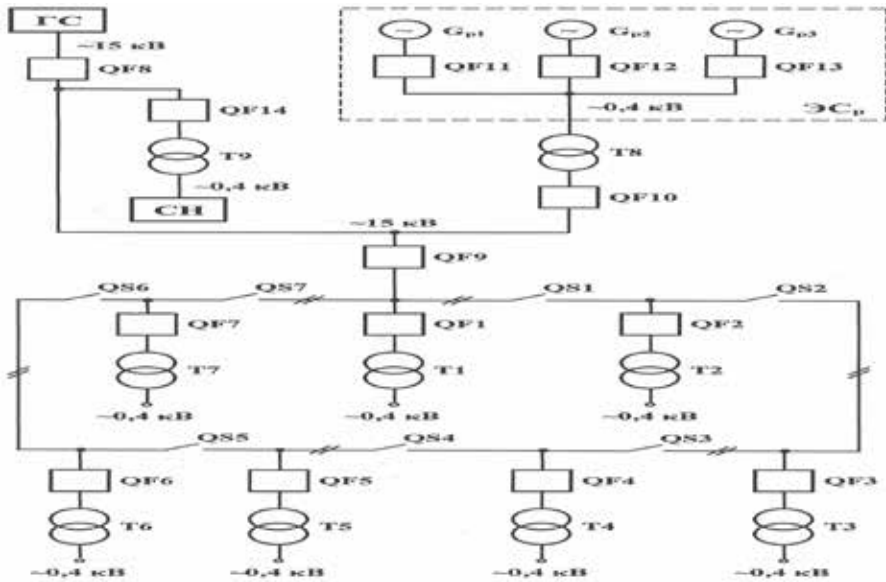 ГС
~15 кВ
QF8
QF14
T9
~0,4 кВ
СН
Gр1
Gр2
Gр3
QF11
QF12
QF13
~0,4 кВ
ЭСр
T8
QF10
~15 кВ
QF9
QS6
QS7
QS1
QS2
QF7
QF1
QF2
T7
T1
T2
~0,4 кВ
~0,4 кВ
~0,4 кВ
QS5
QS4
QS3
QF6
QF5
QF4
QF3
T6
T5
T4
T3
~0,4 кВ
~0,4 кВ
~0,4 кВ
~0,4 кВ